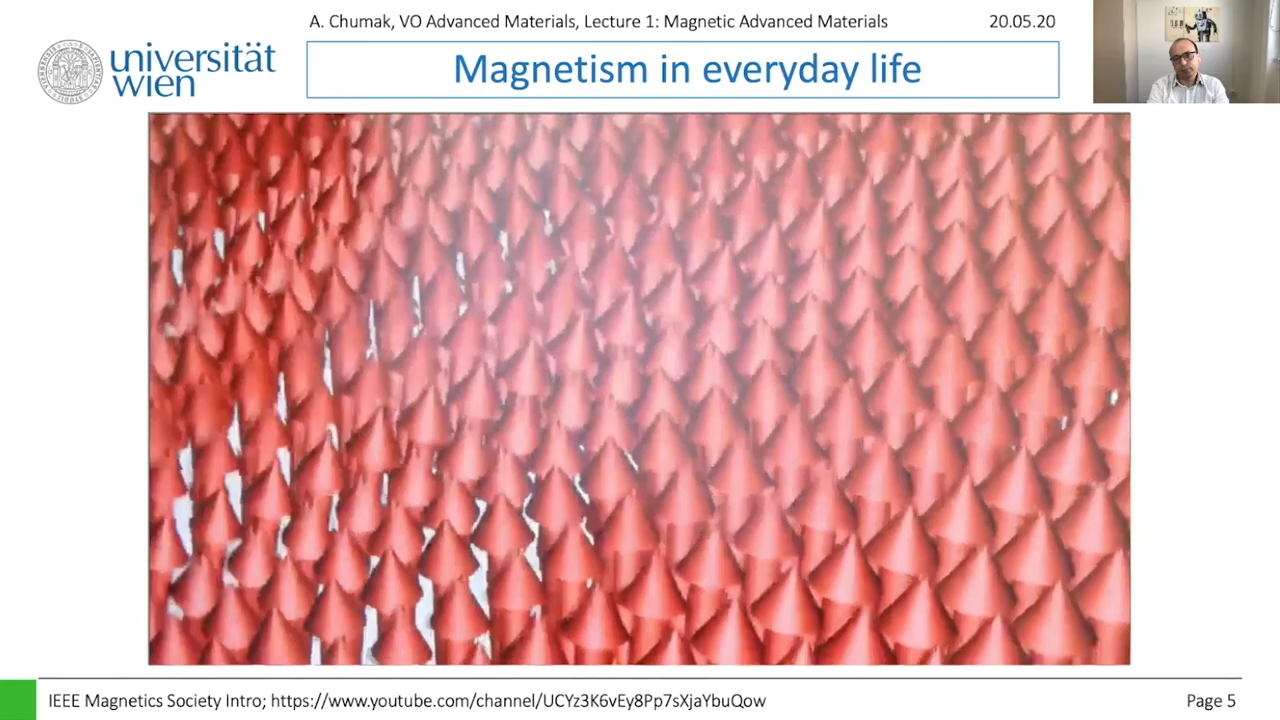 A. Chumak, VO Advanced Materials, Lecture 1: Magnetic Advanced Materials 20.05.20
universität
wien
Magnetism in everyday life
IEEE Magnetics Society Intro; https://www.youtube.com/channel/UCYz3K6vEy8Pp7sXjaYbuQow Page 5